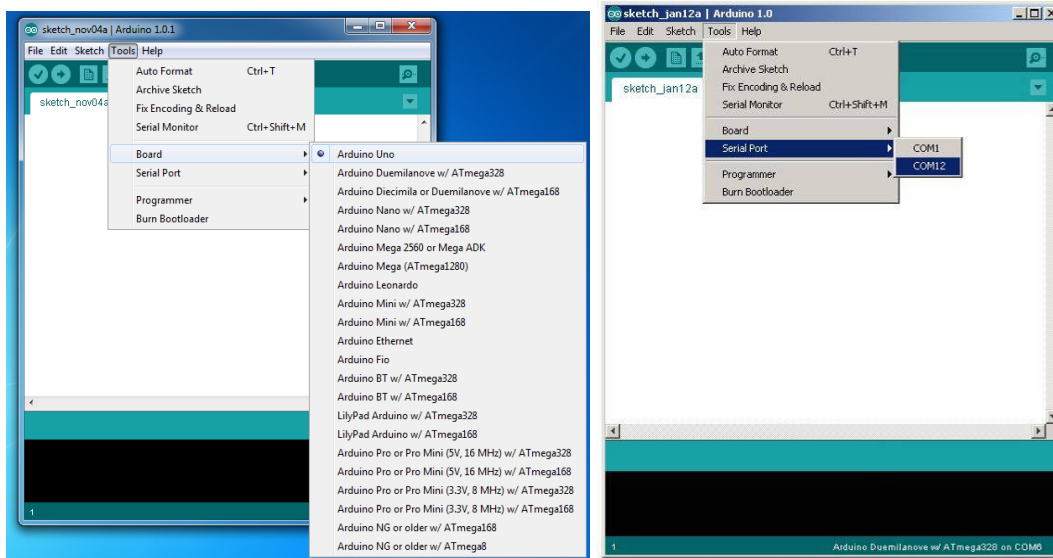 sketch_nov04a | Arduino 1.0.1
File Edit Sketch Tools Help
sketch_nov04a
Auto Format Ctrl+T
Archive Sketch
Fix Encoding & Reload
Serial Monitor Ctrl+Shift+M
Board
Serial Port
Programmer
Burn Bootloader
Arduino Uno
Arduino Duemilanove w/ ATmega328
Arduino Diecimila or Duemilanove w/ ATmega168
Arduino Nano w/ ATmega328
Arduino Nano w/ ATmega168
Arduino Mega 2560 or Mega ADK
Arduino Mega (ATmega1280)
Arduino Leonardo
Arduino Mini w/ ATmega328
Arduino Mini w/ ATmega168
Arduino Ethernet
Arduino Fio
Arduino BT w/ ATmega328
Arduino BT w/ ATmega168
LilyPad Arduino w/ ATmega328
LilyPad Arduino w/ ATmega168
Arduino Pro or Pro Mini (5V, 16 MHz) w/ ATmega328
Arduino Pro or Pro Mini (5V, 16 MHz) w/ ATmega168
Arduino Pro or Pro Mini (3.3V, 8 MHz) w/ ATmega328
Arduino Pro or Pro Mini (3.3V, 8 MHz) w/ ATmega168
Arduino NG or older w/ ATmega168
Arduino NG or older w/ ATmega8
1
sketch_jan12a | Arduino 1.0
File Edit Sketch Tools Help
sketch_jan12a
Auto Format Ctrl+T
Archive Sketch
Fix Encoding & Reload
Serial Monitor Ctrl+Shift+M
Board
Serial Port
Programmer
Burn Bootloader
COM1
COM12
1
Arduino Duemilanove w/ ATmega328 on COM6